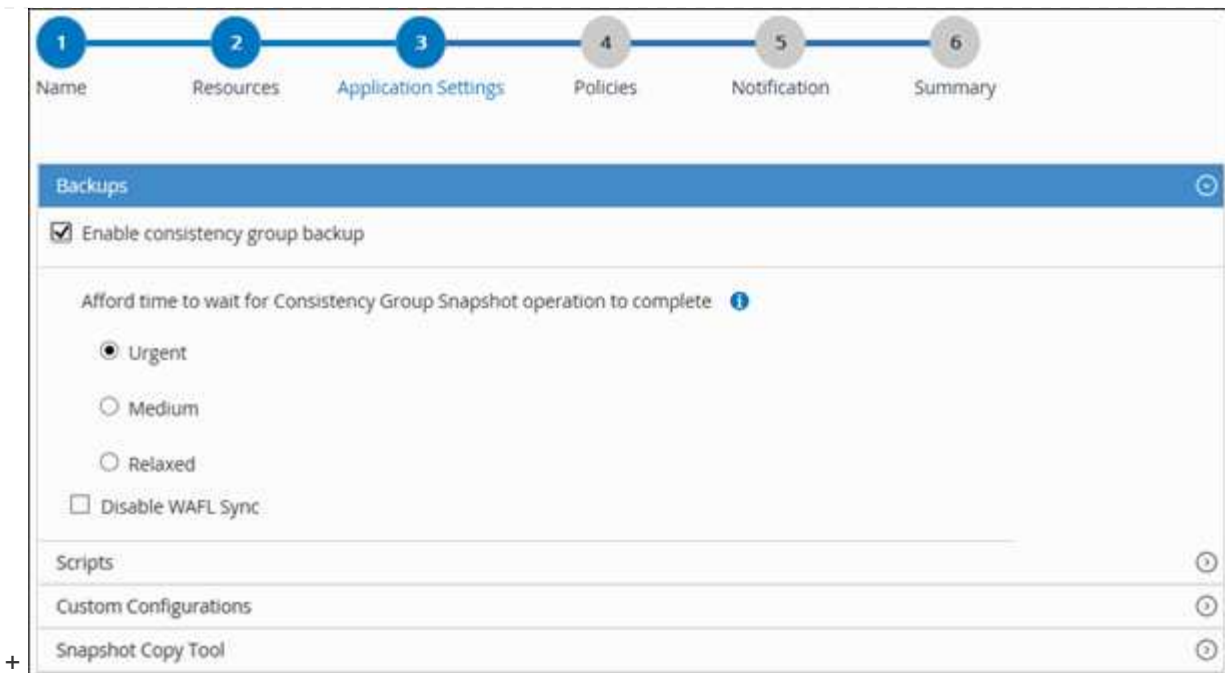 1 2 3 4 5 6
Name Resources Application Settings Policies Notification Summary
Backups
Enable consistency group backup
Afford time to wait for Consistency Group Snapshot operation to complete
Urgent
Medium
Relaxed
Disable WAFL Sync
Scripts
Custom Configurations
Snapshot Copy Tool
+